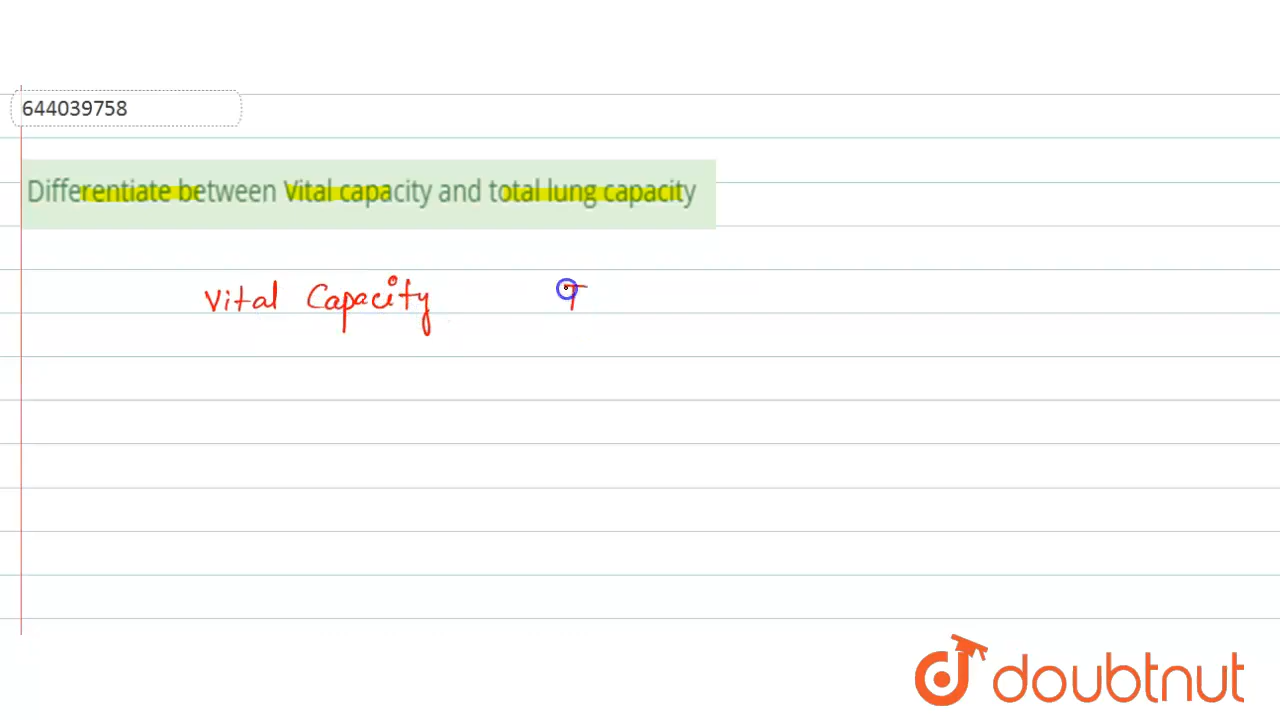 644039758
Differentiate between Vital capacity and total lung capacity
Vital Capacity T
doubtnut